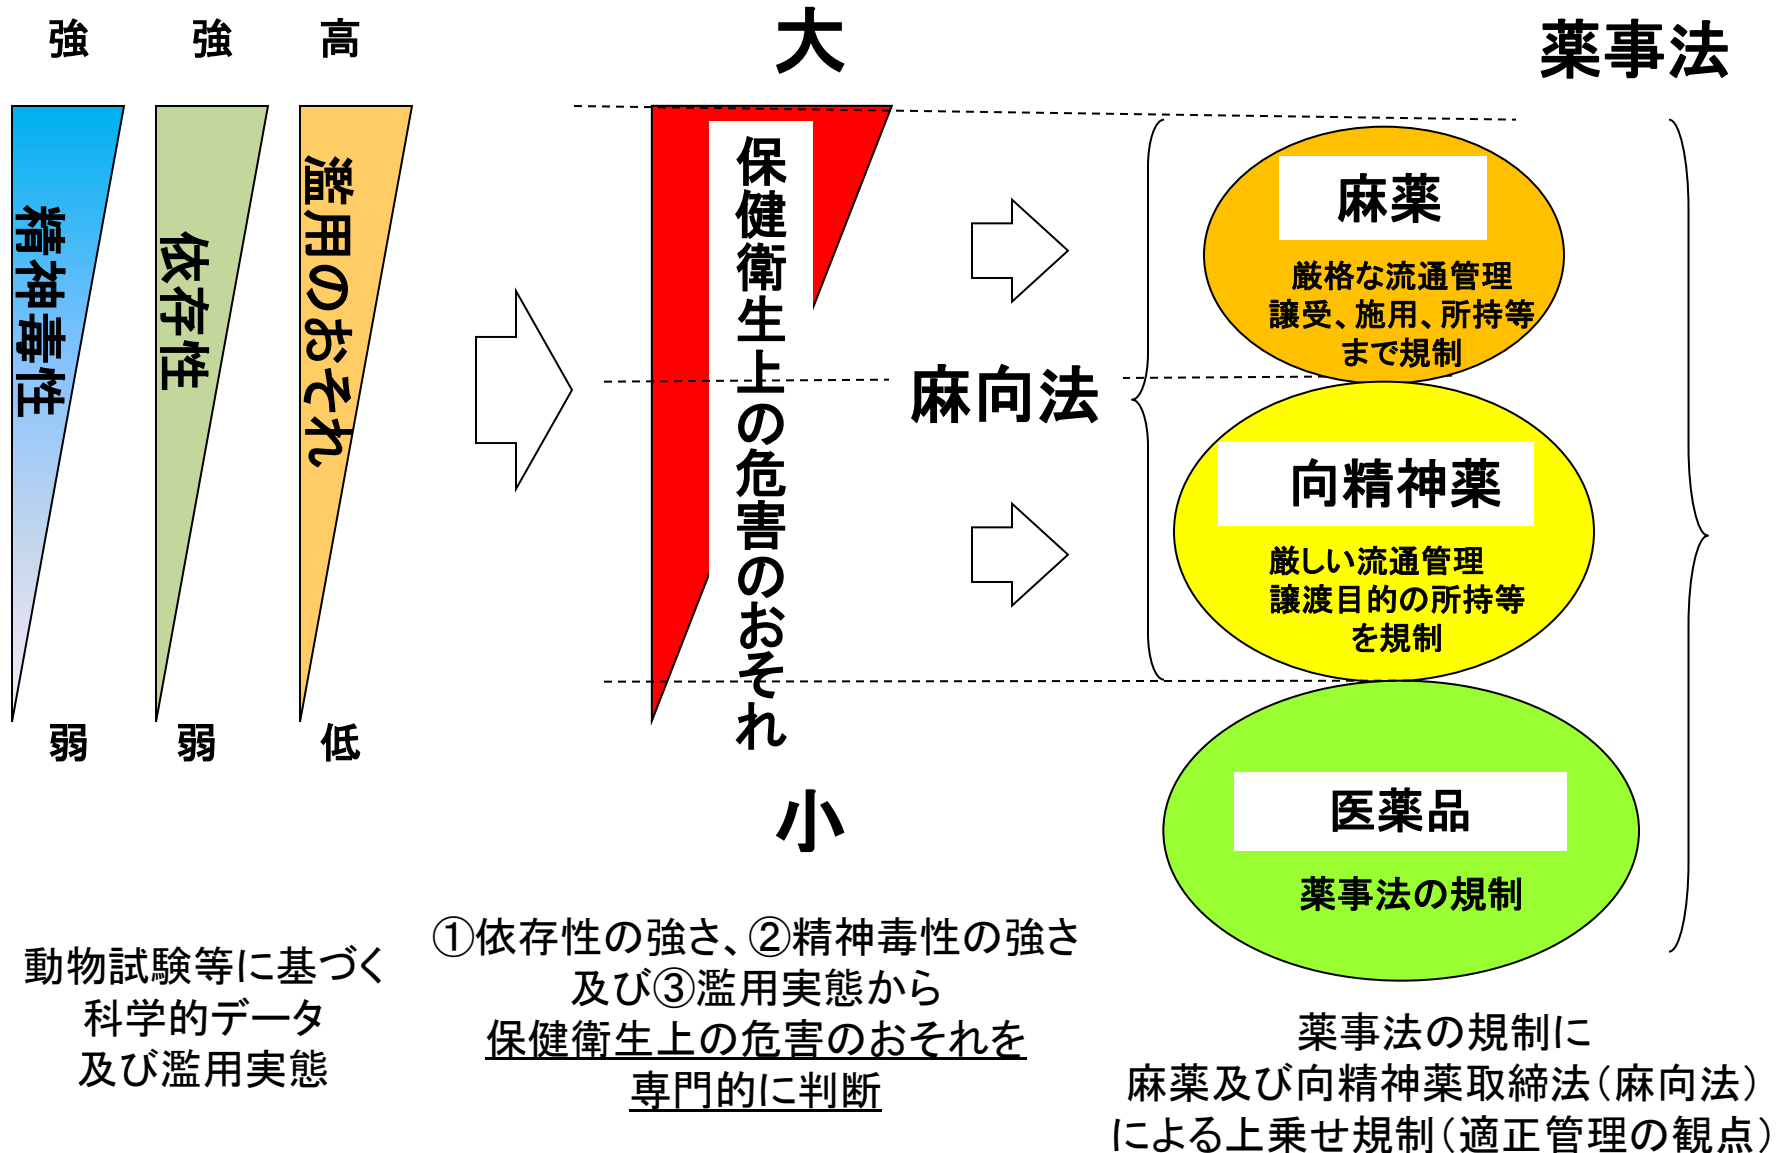 強
強
高
精神毒性
依存性
濫用のおそれ
弱
弱
低
動物試験等に基づく
科学的データ
及び濫用実態
大
保健衛生上の危害のおそれ
小
①依存性の強さ、②精神毒性の強さ
及び③濫用実態から
保健衛生上の危害のおそれを
専門的に判断
麻向法
薬事法
麻薬
厳格な流通管理
譲受、施用、所持等
まで規制
向精神薬
厳しい流通管理
譲渡目的の所持等
を規制
医薬品
薬事法の規制
薬事法の規制に
麻薬及び向精神薬取締法(麻向法)
による上乗せ規制(適正管理の観点)